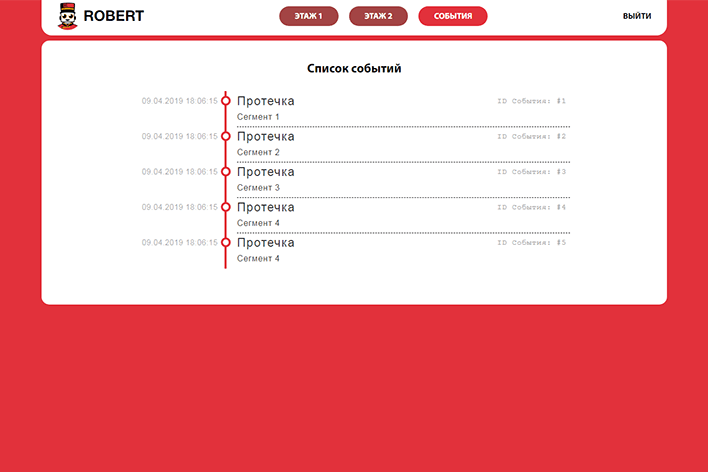 ROBERT
ЭТАЖ 1
ЭТАЖ 2
СОБЫТИЯ
ВЫЙТИ
Список событий
09.04.2019 18:06:15 Протечка ID События: #1
Сегмент 1
09.04.2019 18:06:15 Протечка ID События: #2
Сегмент 2
09.04.2019 18:06:15 Протечка ID События: #3
Сегмент 3
09.04.2019 18:06:15 Протечка ID События: #4
Сегмент 4
09.04.2019 18:06:15 Протечка ID События: #5
Сегмент 4